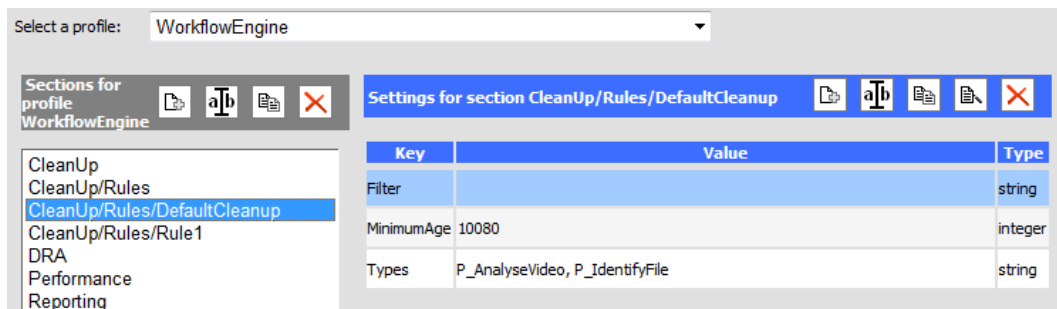 Select a profile: WorkflowEngine
Sections for
profile
WorkflowEngine
a b
Settings for section CleanUp/Rules/DefaultCleanup
a b
CleanUp
CleanUp/Rules
CleanUp/Rules/DefaultCleanup
CleanUp/Rules/Rule1
DRA
Performance
Reporting
Key Value Type
Filter string
MinimumAge 10080 integer
Types P_AnalyseVideo, P_IdentifyFile string